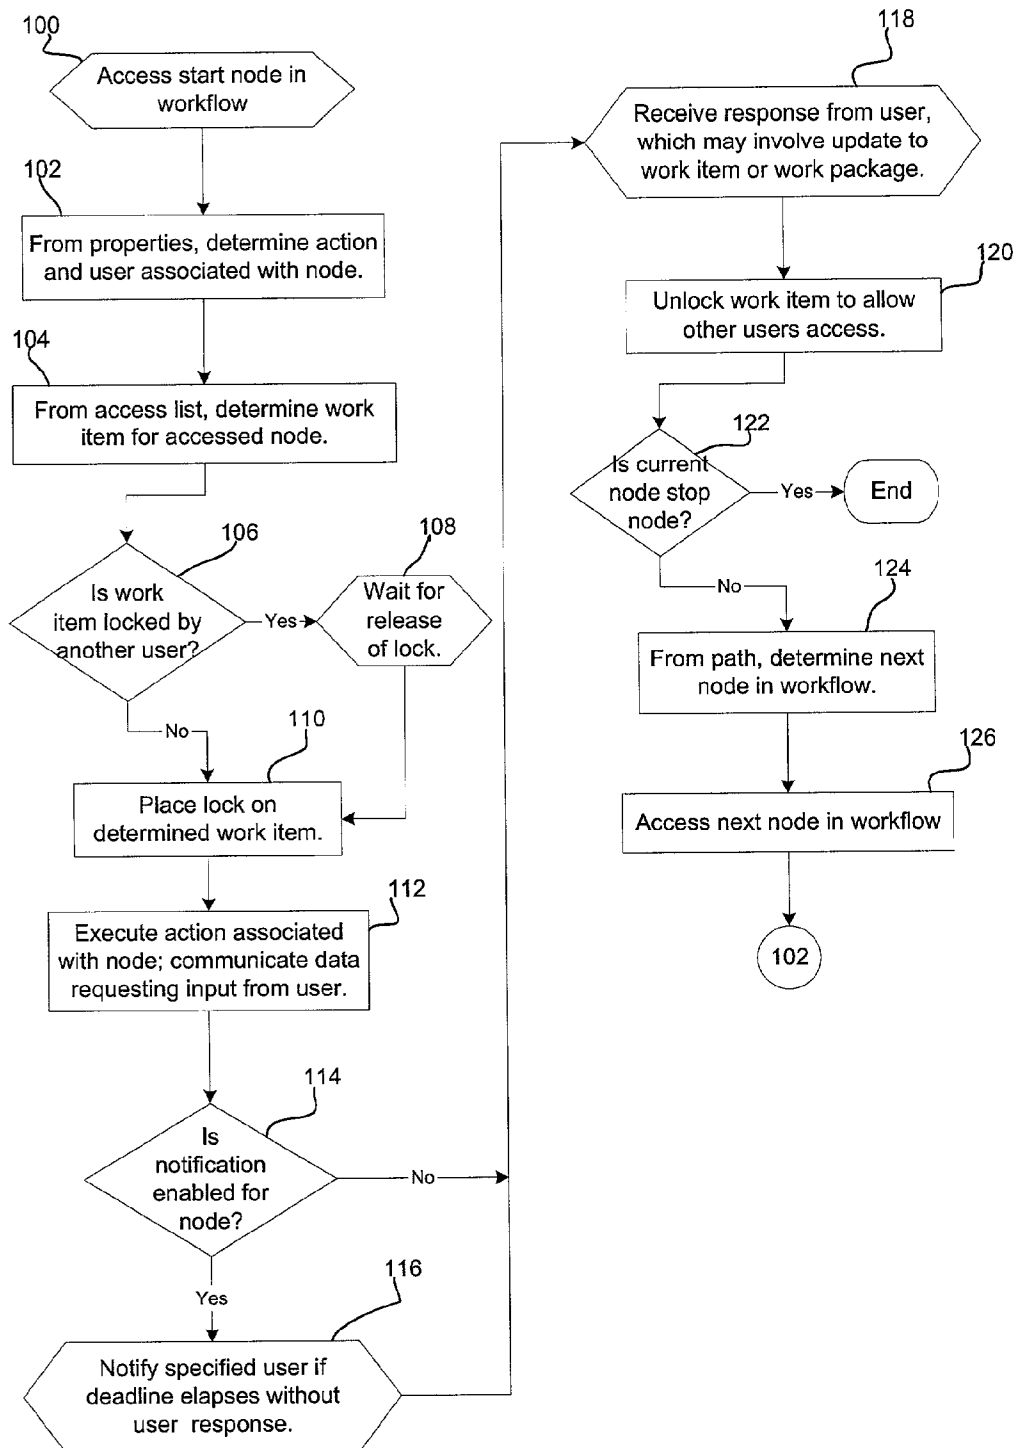 100
Access start node in
workflow
102
From properties, determine action
and user associated with node.
104
From access list, determine work
item for accessed node.
106
Is work
item locked by
another user?
Yes
108
Wait for
release
of lock.
No
110
Place lock on
determined work item.
112
Execute action associated
with node; communicate data
requesting input from user.
114
Is
notification
enabled for
node?
No
Yes
116
Notify specified user if
deadline elapses without
user response.
118
Receive response from user,
which may involve update to
work item or work package.
120
Unlock work item to allow
other users access.
122
Is current
node stop
node?
Yes
End
No
124
From path, determine next
node in workflow.
126
Access next node in workflow
102